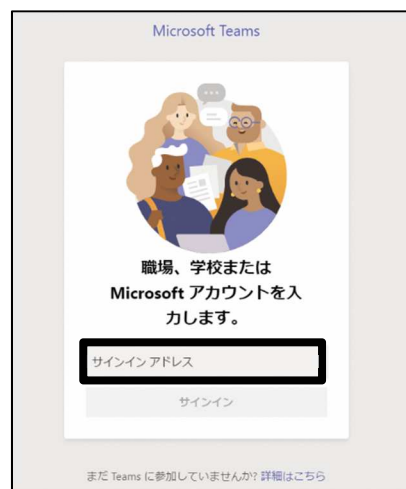 Microsoft Teams
職場、学校または
Microsoft アカウントを入
力します。
サインイン アドレス
サインイン
まだ Teams に参加していませんか? 詳細はこちら